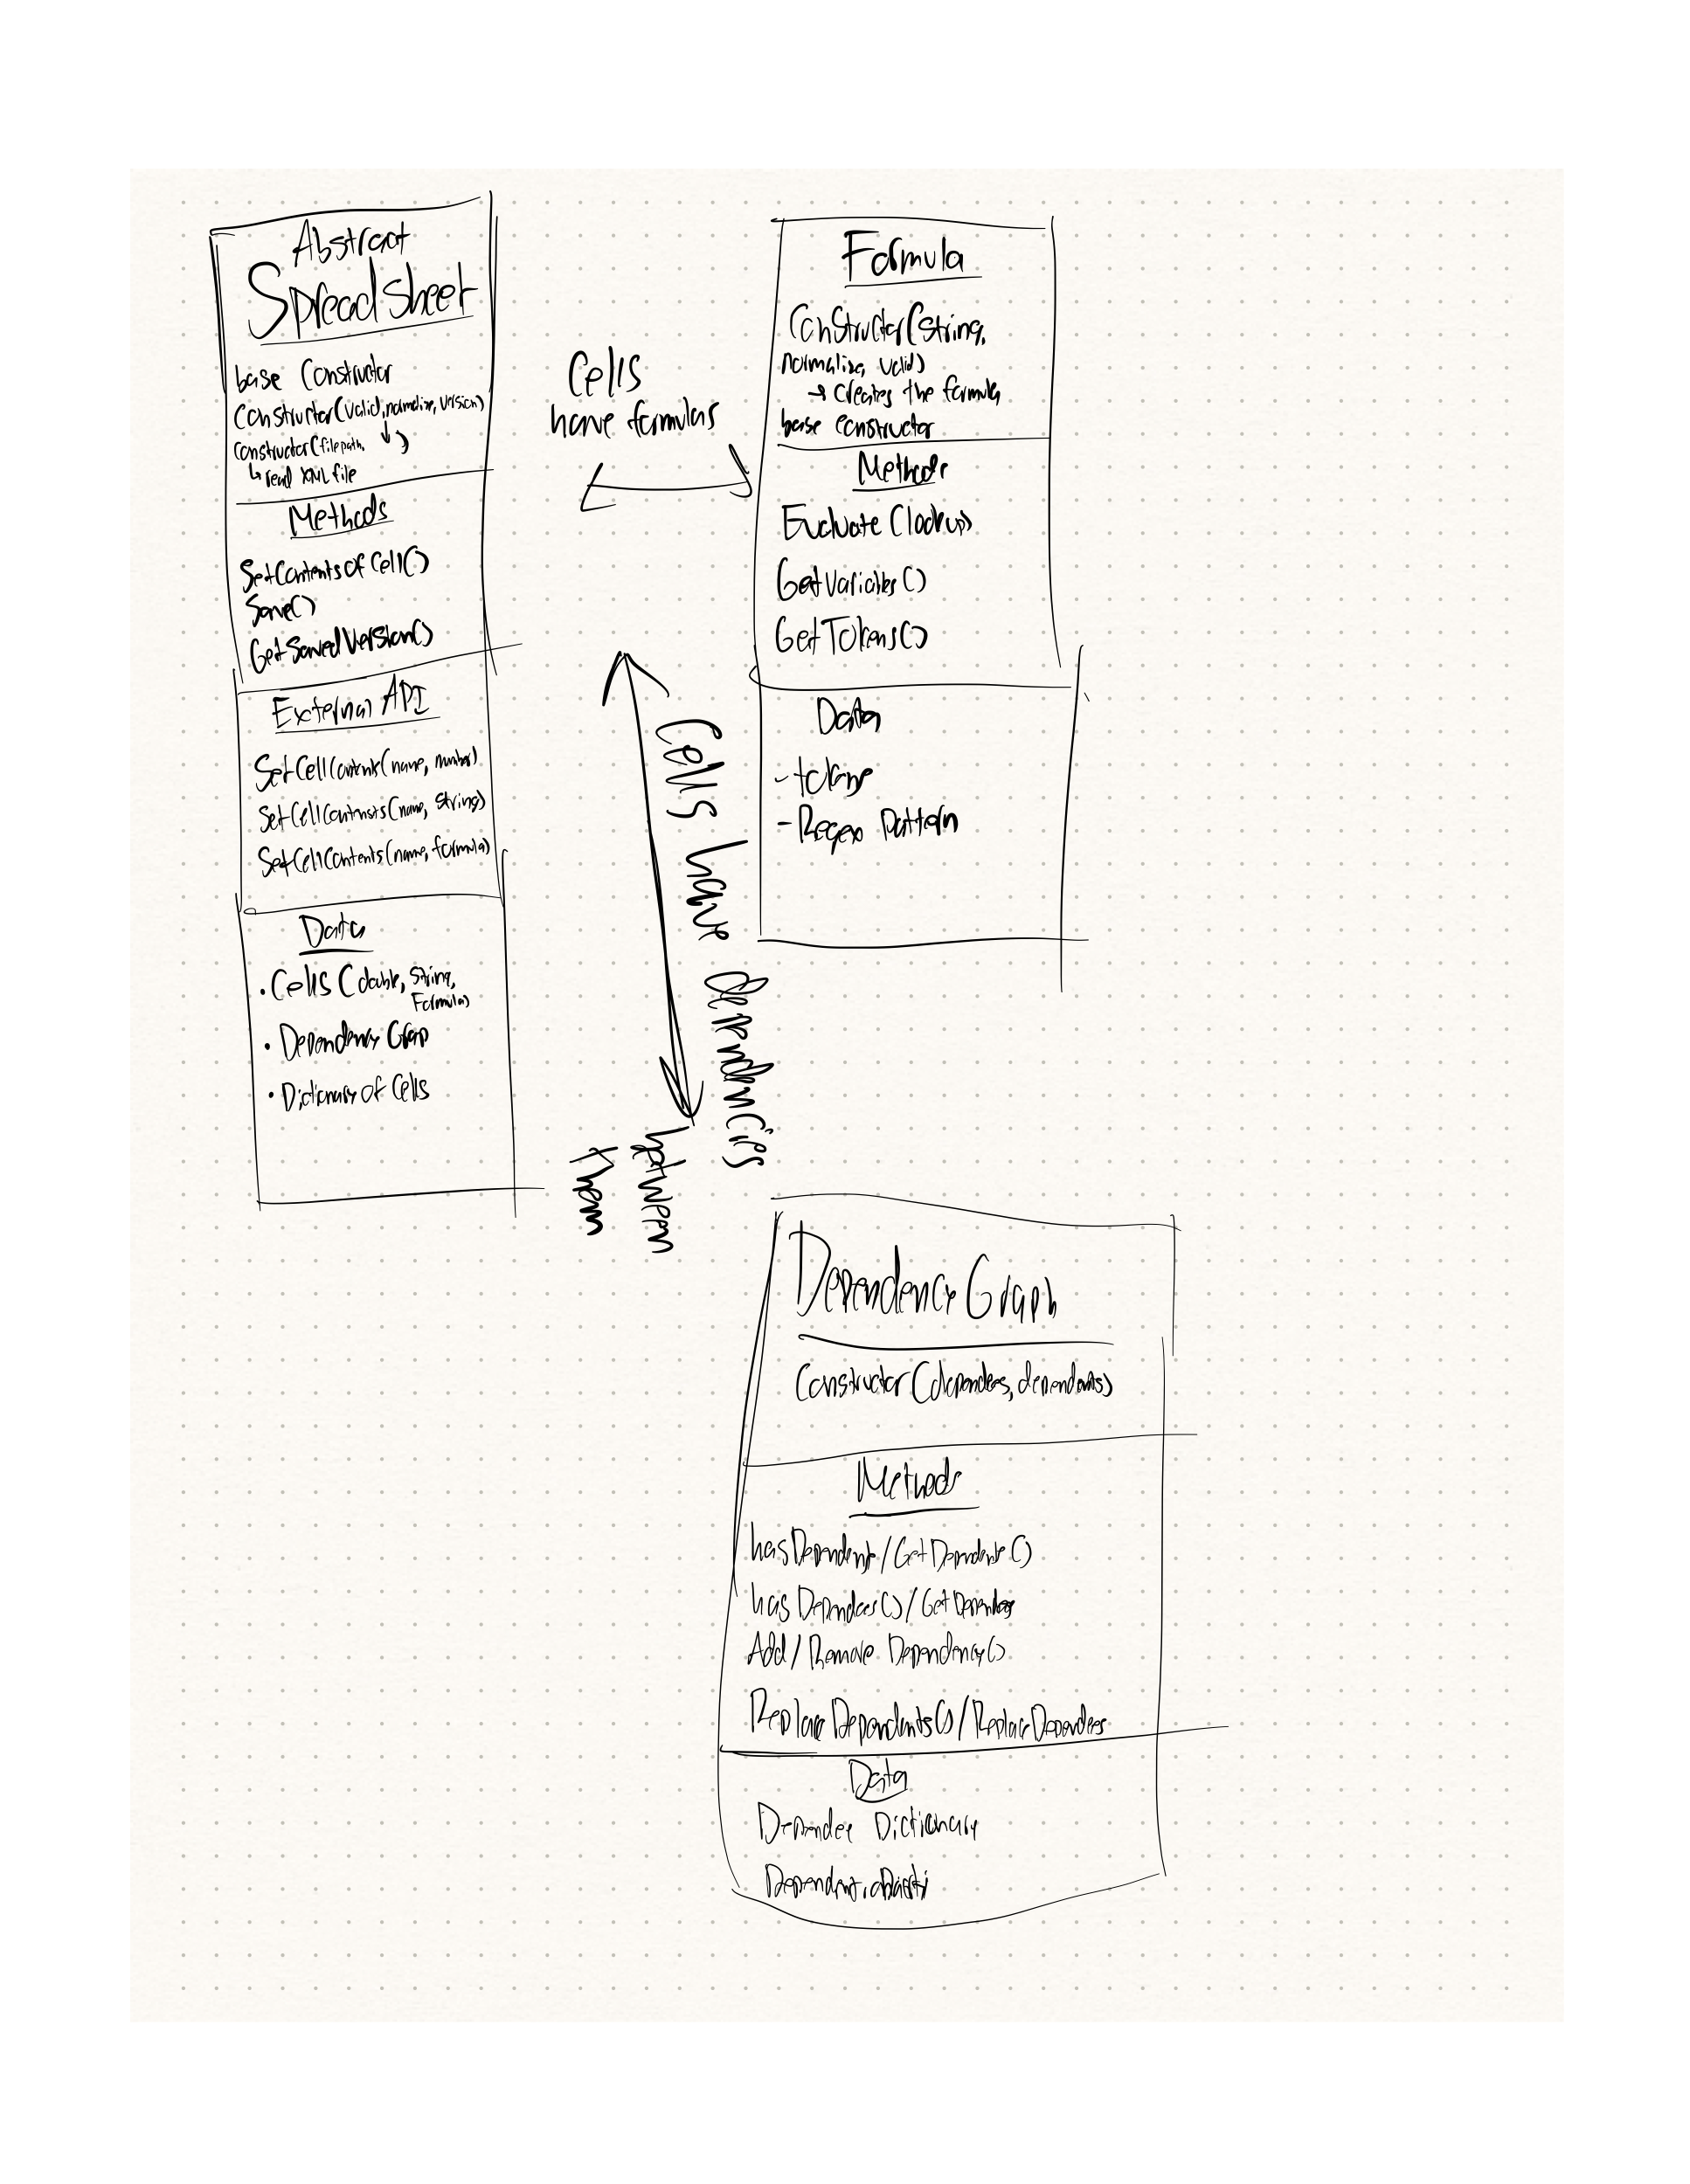 Abstract
Spreadsheet
base Constructor
Constructor(valid, normalize, version)
Constructor(filepath, ↓ )
↳ read XML file
Methods
SetContentsOfCell()
Save()
GetSavedVersion()
External API
SetCellContents(name, number)
SetCellContents(name, string)
SetCellContents(name, formula)
Data
• Cells (double, string,
Formula)
• Dependency Grap
• Dictionary of Cells
Cells
have formulas
Cells have dependencies
between
them
Formula
Constructor(string,
normalize, valid)
→ Creates the formula
base constructor
Methods
Evaluate (lookup)
GetVariables()
GetTokens()
Data
- tokens
- Regex Pattern
Dependency Graph
Constructor(dependees, dependents)
Methods
hasDependents/GetDependents()
hasDependees()/GetDependees
Add/Remove Dependency()
ReplaceDependents()/ReplaceDependees
Data
Dependee Dictionary
Dependent